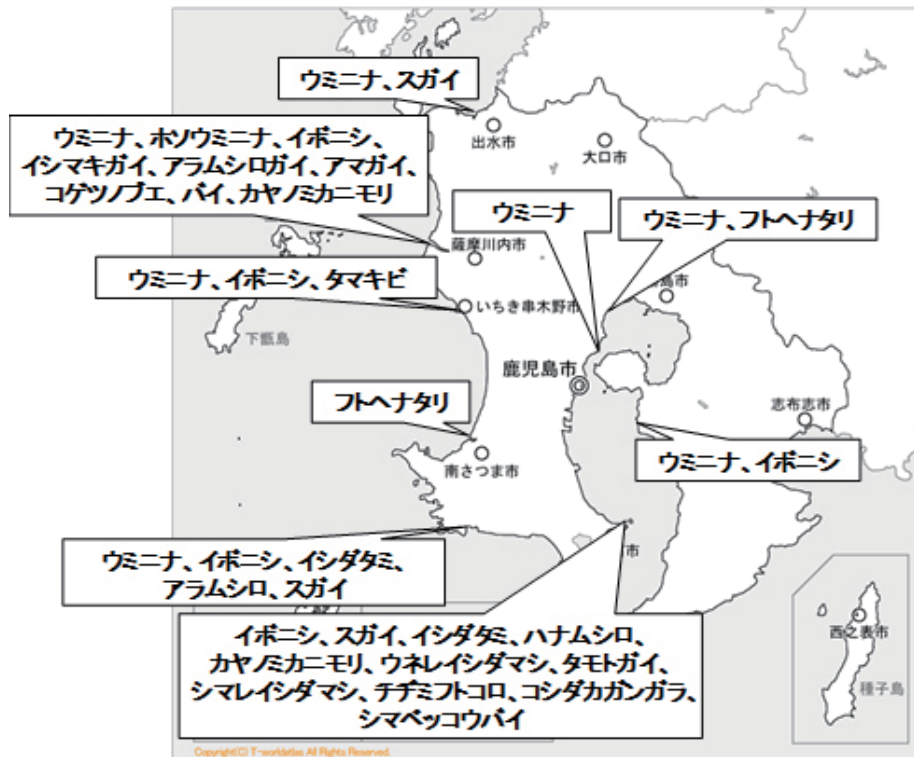 ウミニナ、スガイ
出水市
大口市
ウミニナ、ホソウミニナ、イボニシ、
イシマキガイ、アラムシロガイ、アマガイ、
コゲツノブエ、バイ、カヤノミカニモリ
ウミニナ
ウミニナ、フトヘナタリ
薩摩川内市
ウミニナ、イボニシ、タマキビ
いちき串木野市
島市
下甑島
鹿児島市
フトヘナタリ
志布志市
南さつま市
ウミニナ、イボニシ
ウミニナ、イボニシ、イシダタミ、
アラムシロ、スガイ
市
イボニシ、スガイ、イシダタミ、ハナムシロ、
カヤノミカニモリ、ウネレイシダマシ、タモトガイ、
シマレイシダマシ、チヂミフトコロ、コシダカガンガラ、
シマベッコウバイ
西之表市
種子島
Copyright(C) T-worldatlas All Rights Reserved.